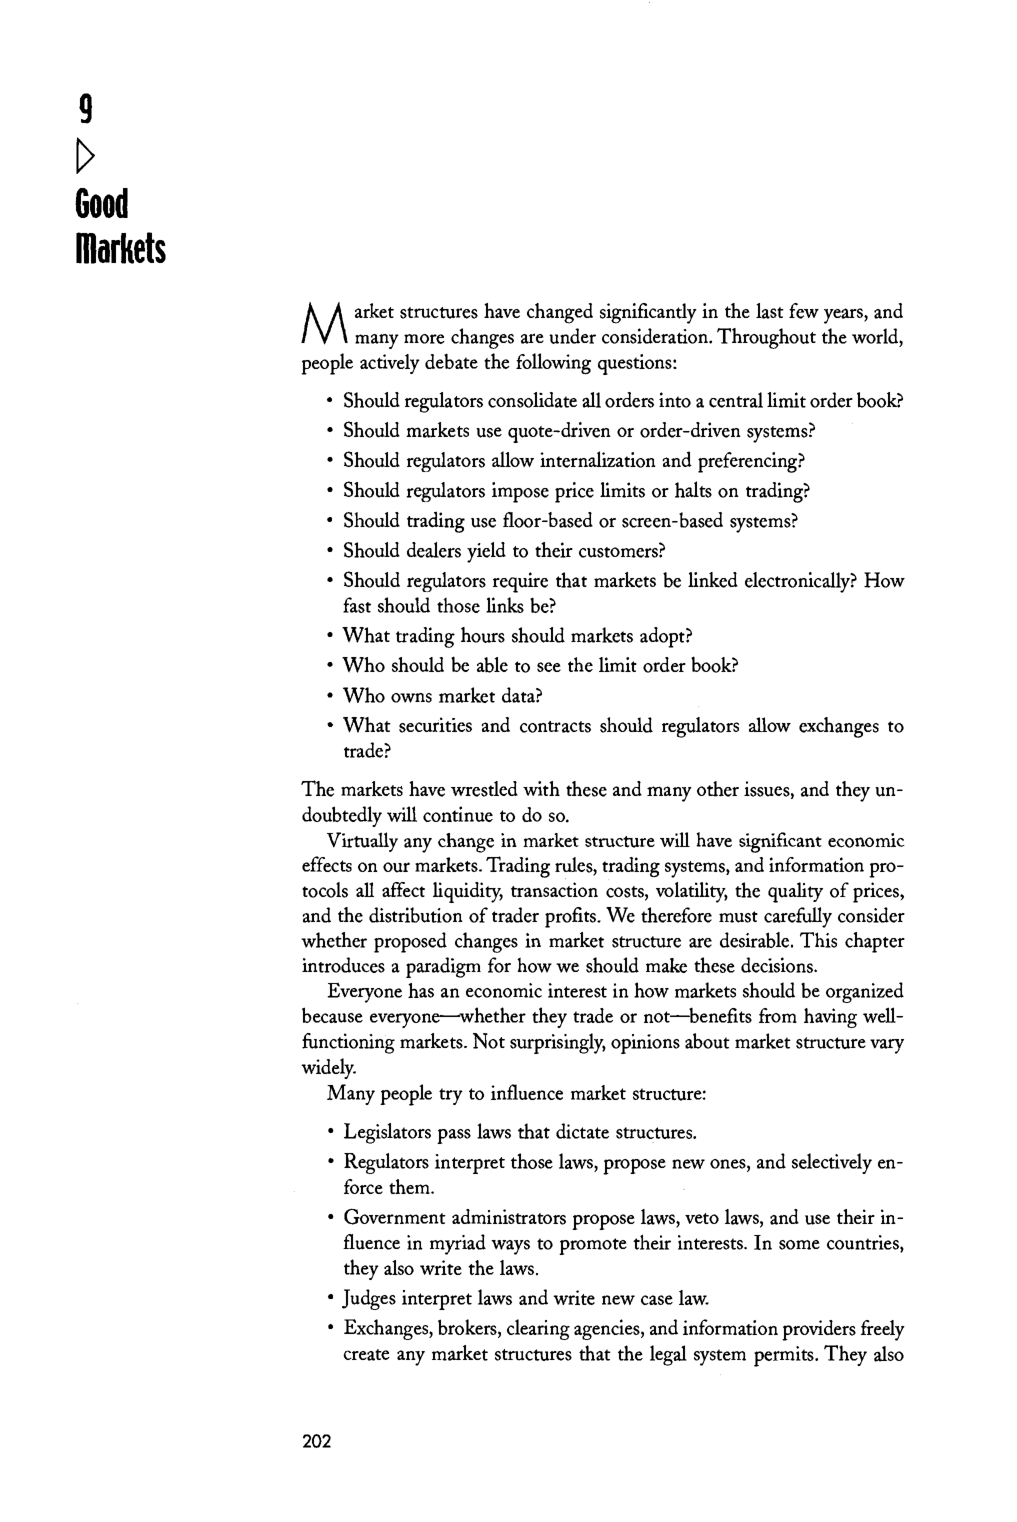 9
Good
Markets
Market structures have changed significantly in the last few years, and
many more changes are under consideration. Throughout the world,
people actively debate the following questions:
• Should regulators consolidate all orders into a central limit order book?
• Should markets use quote-driven or order-driven systems?
• Should regulators allow internalization and preferencing?
• Should regulators impose price limits or halts on trading?
• Should trading use floor-based or screen-based systems?
• Should dealers yield to their customers?
• Should regulators require that markets be linked electronically? How
fast should those links be?
• What trading hours should markets adopt?
• Who should be able to see the limit order book?
• Who owns market data?
• What securities and contracts should regulators allow exchanges to
trade?
The markets have wrestled with these and many other issues, and they un-
doubtedly will continue to do so.
Virtually any change in market structure will have significant economic
effects on our markets. Trading rules, trading systems, and information pro-
tocols all affect liquidity, transaction costs, volatility, the quality of prices,
and the distribution of trader profits. We therefore must carefully consider
whether proposed changes in market structure are desirable. This chapter
introduces a paradigm for how we should make these decisions.
Everyone has an economic interest in how markets should be organized
because everyone—whether they trade or not—benefits from having well-
functioning markets. Not surprisingly, opinions about market structure vary
widely.
Many people try to influence market structure:
• Legislators pass laws that dictate structures.
• Regulators interpret those laws, propose new ones, and selectively en-
force them.
• Government administrators propose laws, veto laws, and use their in-
fluence in myriad ways to promote their interests. In some countries,
they also write the laws.
• Judges interpret laws and write new case law.
• Exchanges, brokers, clearing agencies, and information providers freely
create any market structures that the legal system permits. They also
202